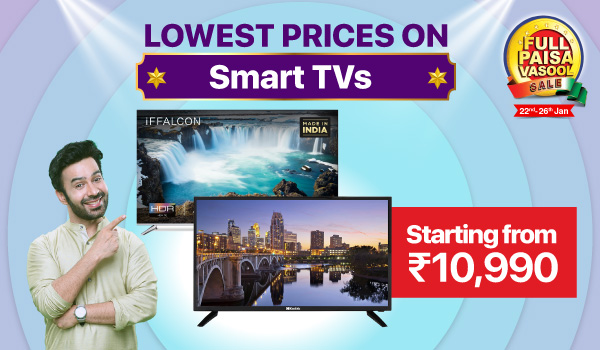 LOWEST PRICES ON
Smart TVs
FULL
PAISA
VASOOL
SALE
22nd- 26th Jan
iFFALCON
MADE IN
INDIA
HDR
Kodak
Starting from
₹10,990